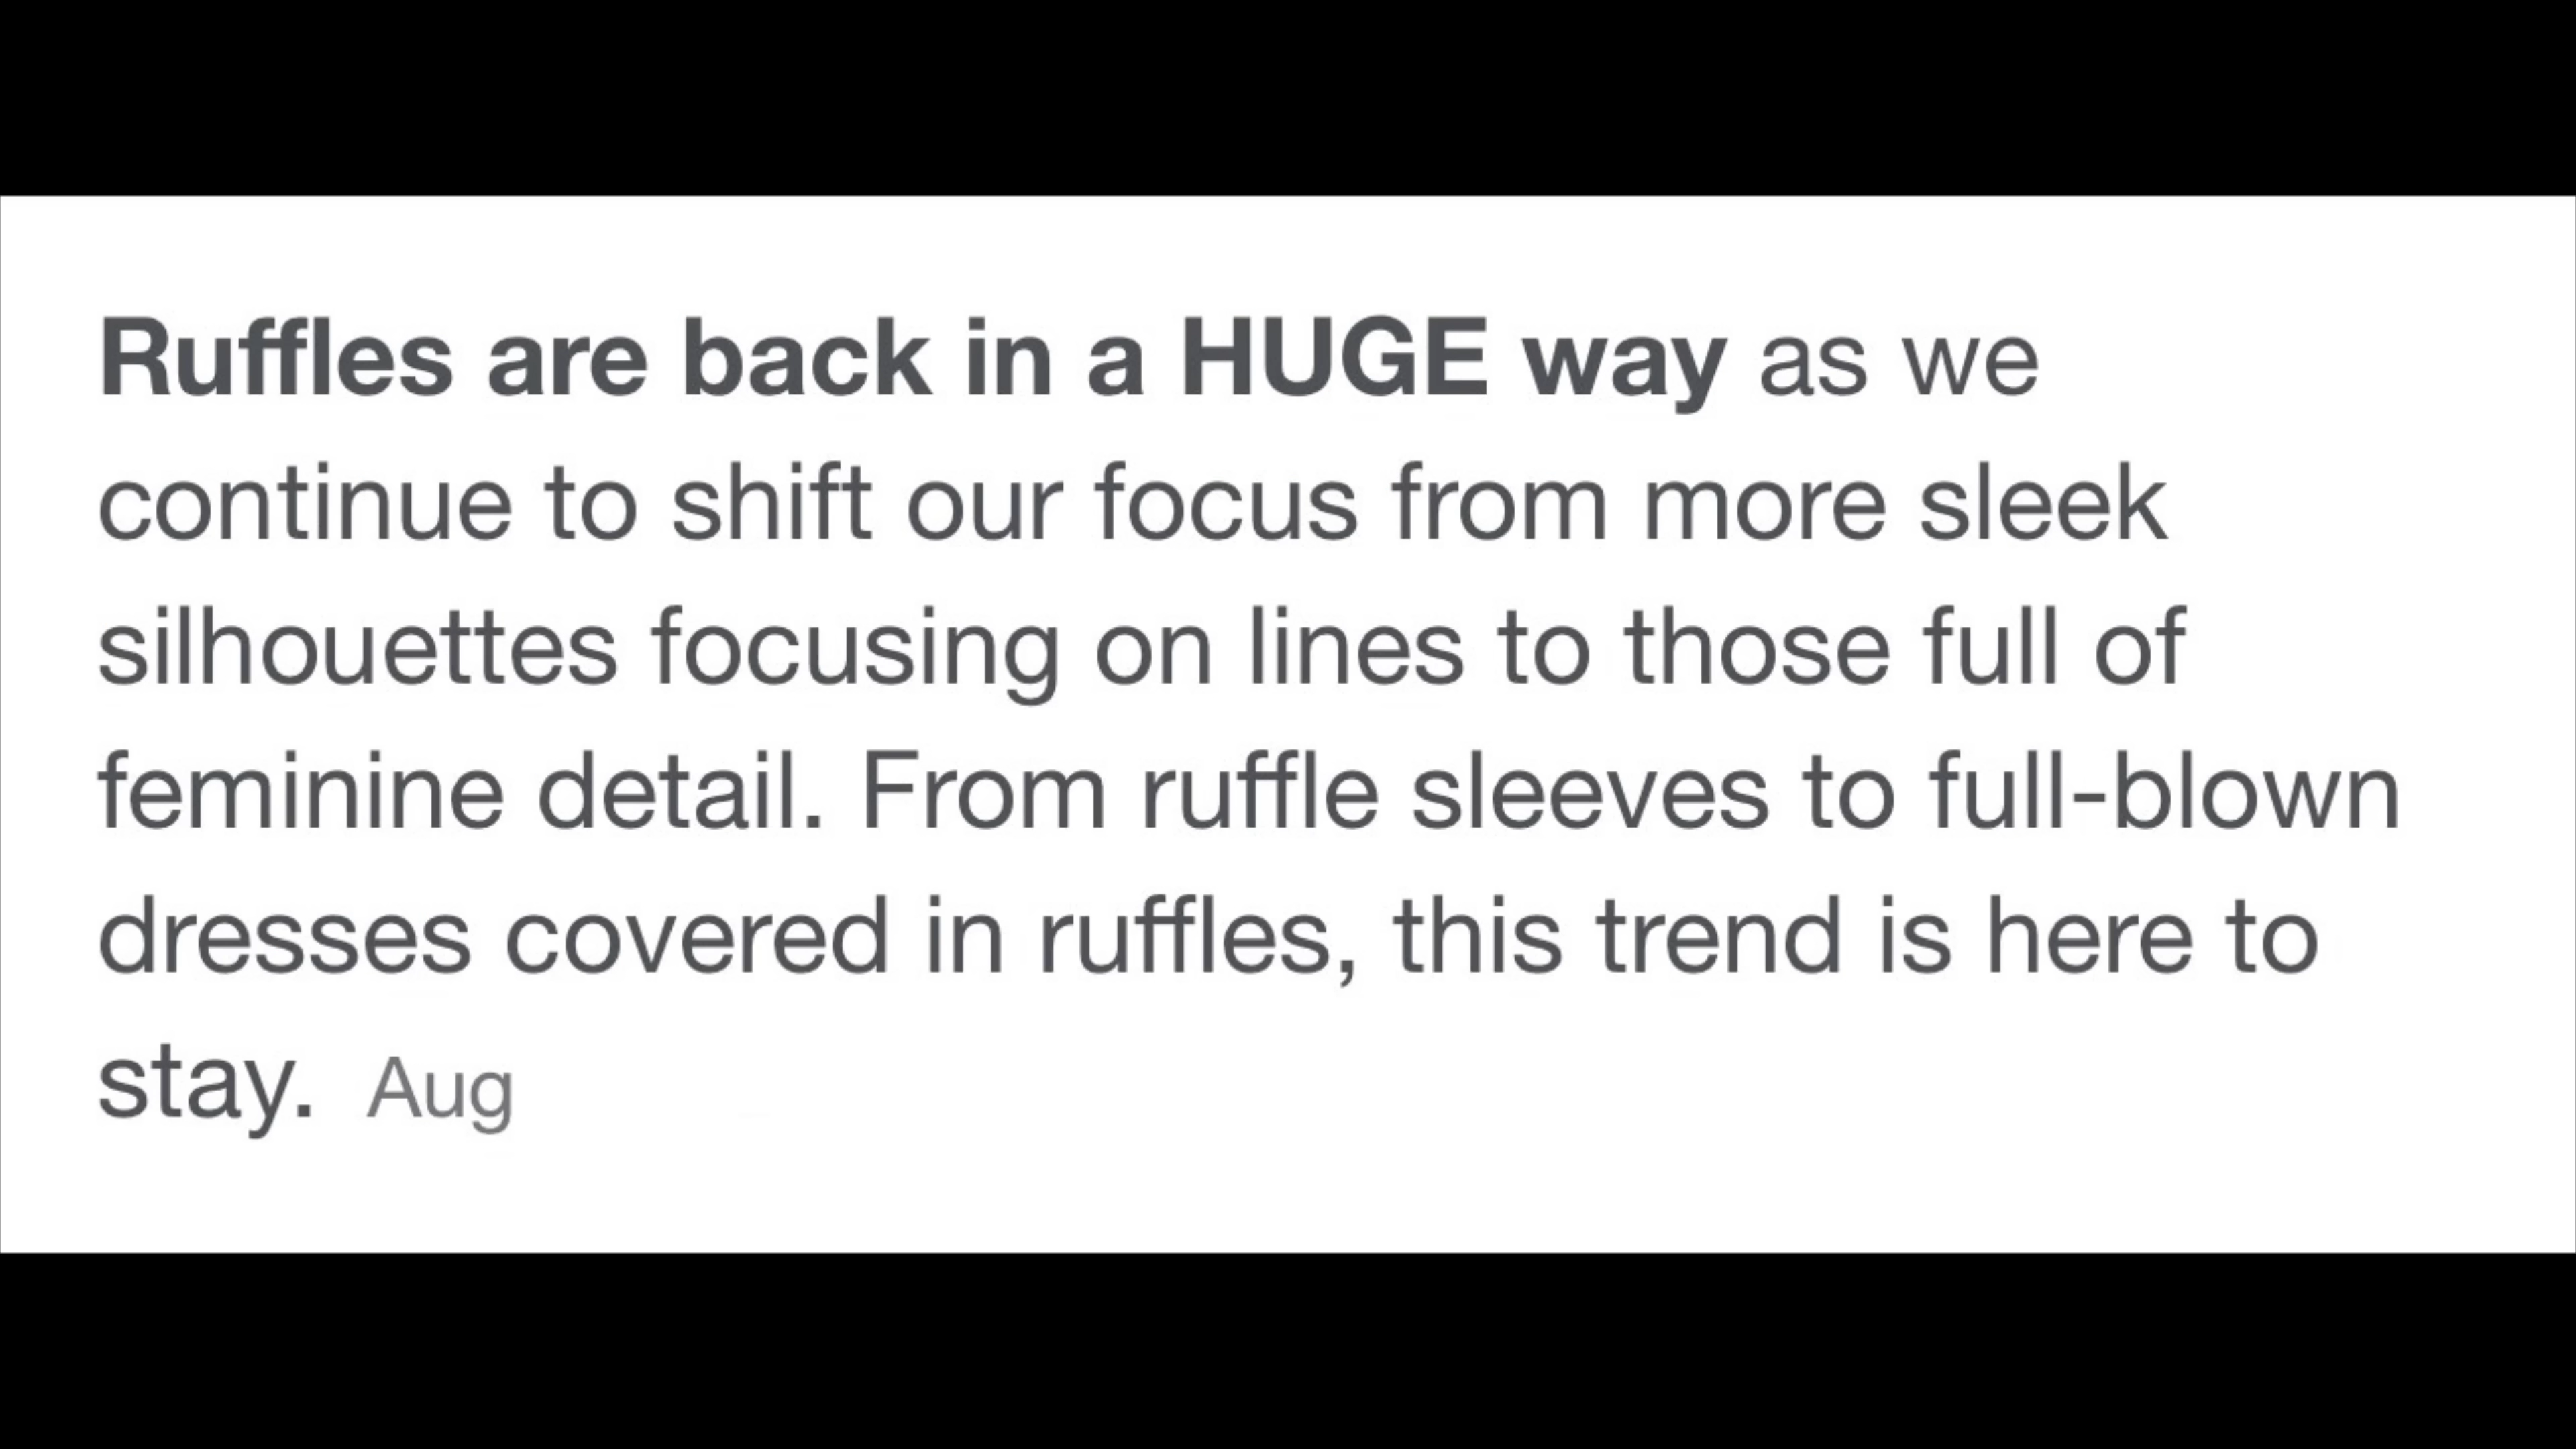 Ruffles are back in a HUGE way as we
continue to shift our focus from more sleek
silhouettes focusing on lines to those full of
feminine detail. From ruffle sleeves to full-blown
dresses covered in ruffles, this trend is here to
stay. Aug